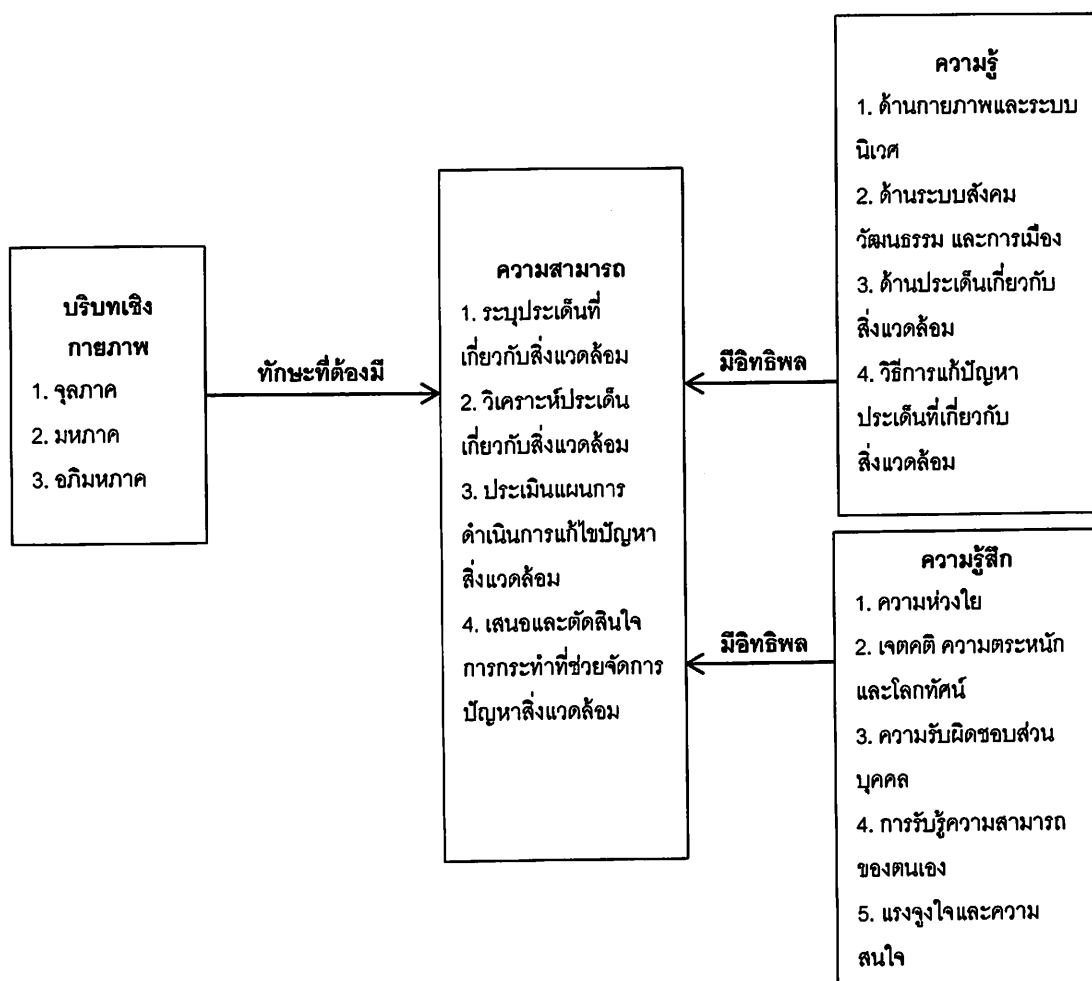 บริบทเชิง
กายภาพ
1. จุลภาค
2. มหภาค
3. อภิมหภาค
ทักษะที่ต้องมี
ความสามารถ
1. ระบุประเด็นที่
เกี่ยวกับสิ่งแวดล้อม
2. วิเคราะห์ประเด็น
เกี่ยวกับสิ่งแวดล้อม
3. ประเมินแผนการ
ดำเนินการแก้ไขปัญหา
สิ่งแวดล้อม
4. เสนอและตัดสินใจ
การกระทำที่ช่วยจัดการ
ปัญหาสิ่งแวดล้อม
มีอิทธิพล
มีอิทธิพล
ความรู้
1. ด้านกายภาพและระบบ
นิเวศ
2. ด้านระบบสังคม
วัฒนธรรม และการเมือง
3. ด้านประเด็นเกี่ยวกับ
สิ่งแวดล้อม
4. วิธีการแก้ปัญหา
ประเด็นที่เกี่ยวกับ
สิ่งแวดล้อม
ความรู้สึก
1. ความห่วงใย
2. เจตคติ ความตระหนัก
และโลกทัศน์
3. ความรับผิดชอบส่วน
บุคคล
4. การรับรู้ความสามารถ
ของตนเอง
5. แรงจูงใจและความ
สนใจ